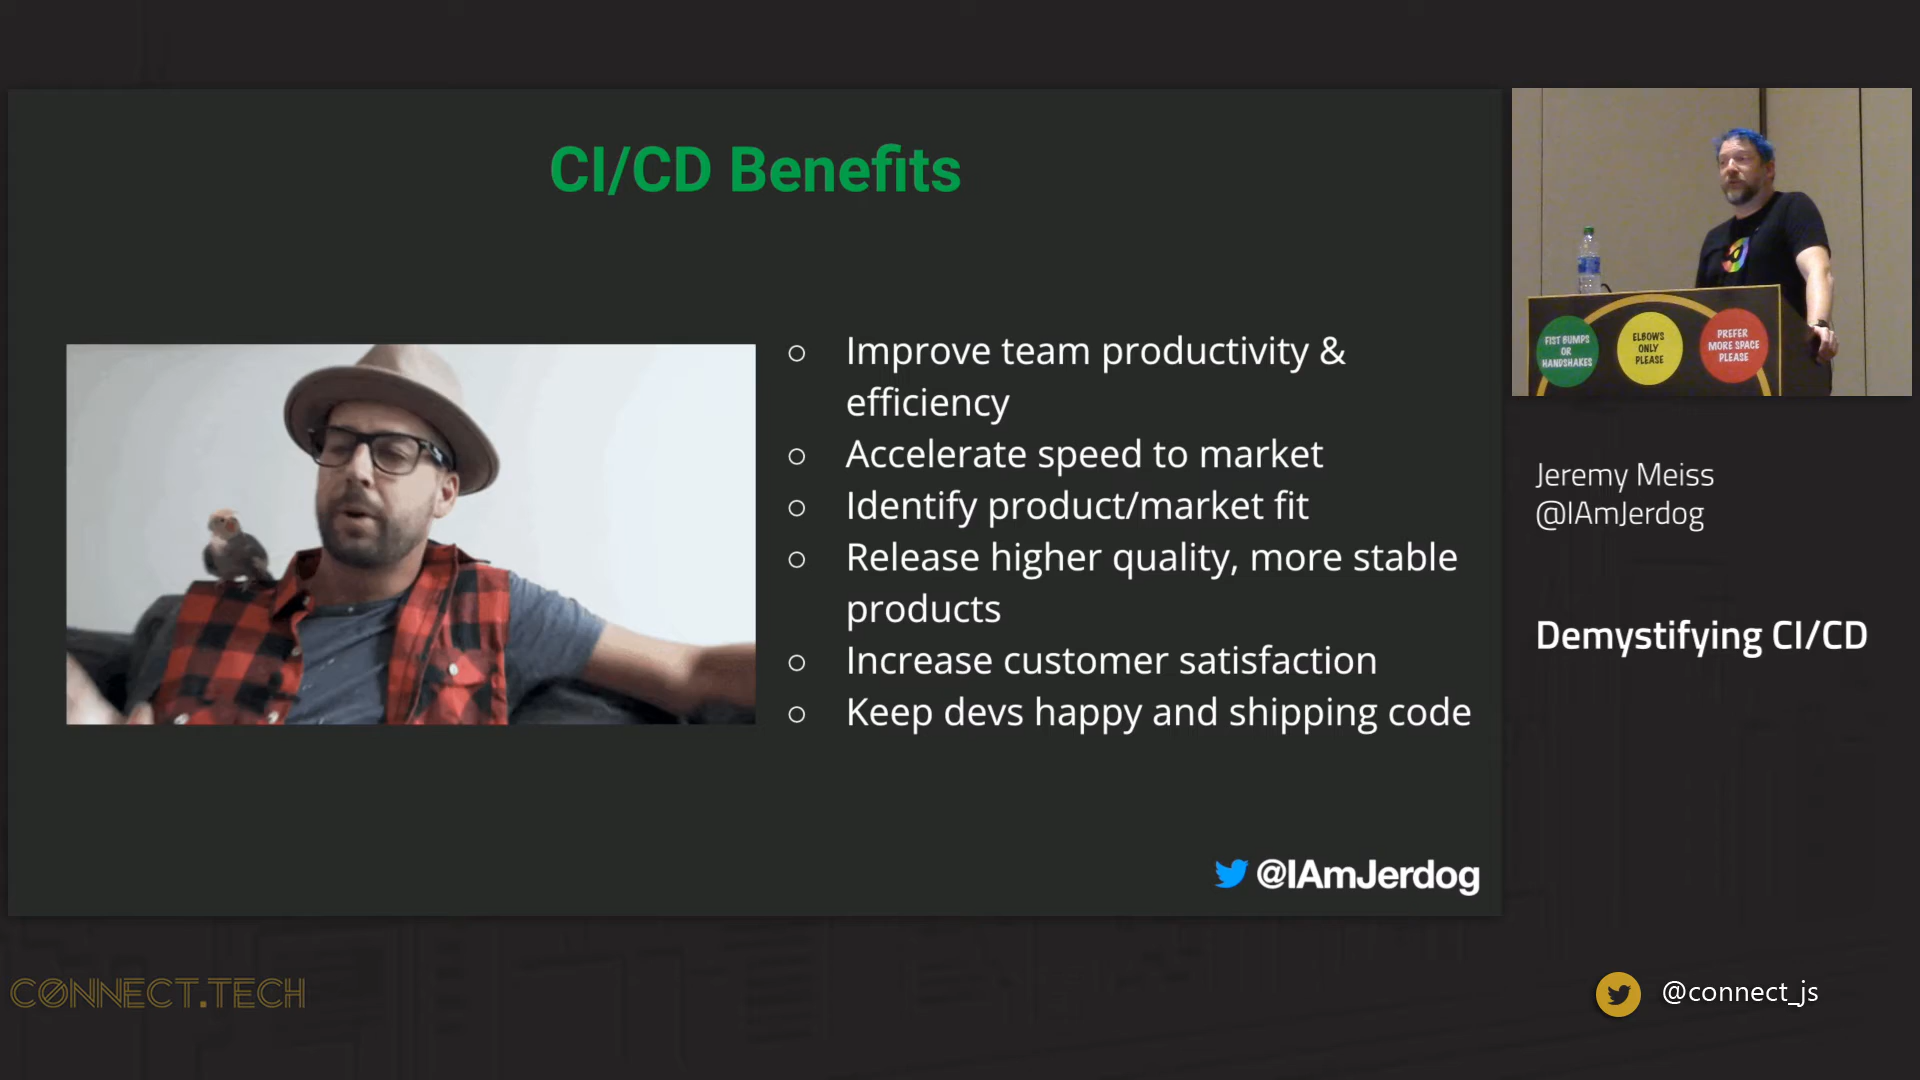 CI/CD Benefits
Improve team productivity &
efficiency
Accelerate speed to market
Identify product/market fit
Release higher quality, more stable
products
Increase customer satisfaction
Keep devs happy and shipping code
@IAmJerdog
FIST BUMPS
OR
HANDSHAKES
ELBOWS
ONLY
PLEASE
PREFER
MORE SPACE
PLEASE
Jeremy Meiss
@IAmJerdog
Demystifying CI/CD
CONNECT.TECH
@connect_js